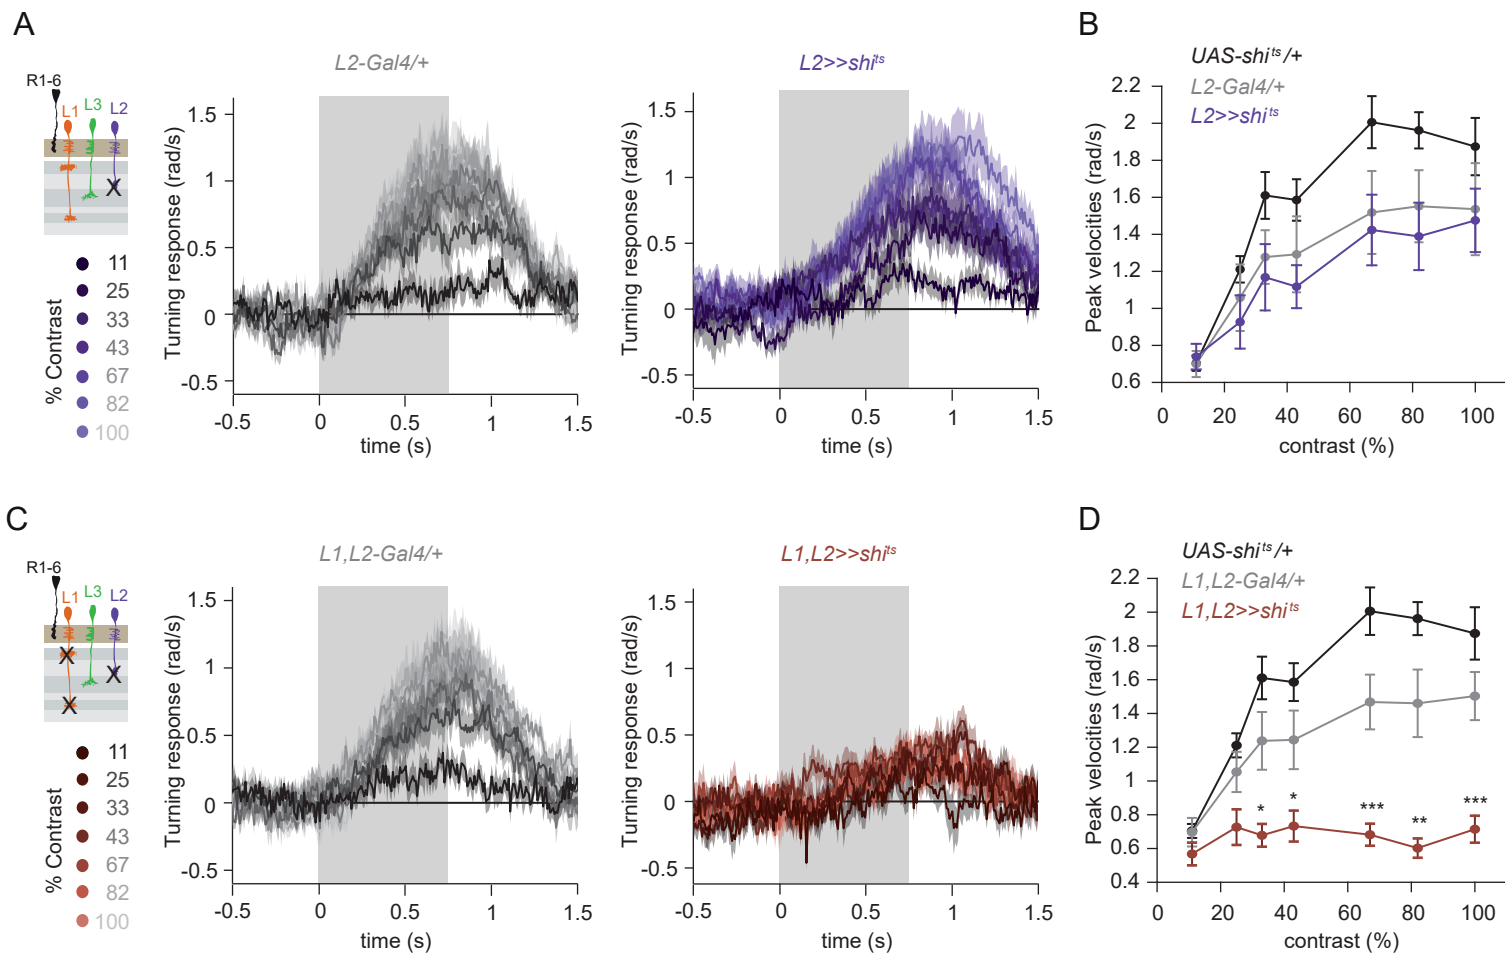 A
L2-Gal4/+
L2>>shi^ts
R1-6
L1
L3
L2
X
% Contrast
11
25
33
43
67
82
100
Turning response (rad/s)
1.5
1
0.5
0
-0.5
-0.5
0
0.5
1
1.5
time (s)
Turning response (rad/s)
1.5
1
0.5
0
-0.5
-0.5
0
0.5
1
1.5
time (s)
B
UAS-shi^ts/+
L2-Gal4/+
L2>>shi^ts
Peak velocities (rad/s)
2.2
2
1.8
1.6
1.4
1.2
1
0.8
0.6
0
20
40
60
80
100
contrast (%)
C
L1,L2-Gal4/+
L1,L2>>shi^ts
R1-6
L1
L3
L2
X
X
X
% Contrast
11
25
33
43
67
82
100
Turning response (rad/s)
1.5
1
0.5
0
-0.5
-0.5
0
0.5
1
1.5
time (s)
Turning response (rad/s)
1.5
1
0.5
0
-0.5
-0.5
0
0.5
1
1.5
time (s)
D
UAS-shi^ts/+
L1,L2-Gal4/+
L1,L2>>shi^ts
Peak velocities (rad/s)
2.2
2
1.8
1.6
1.4
1.2
1
0.8
0.6
0.4
* * *** ** ***
0
20
40
60
80
100
contrast (%)